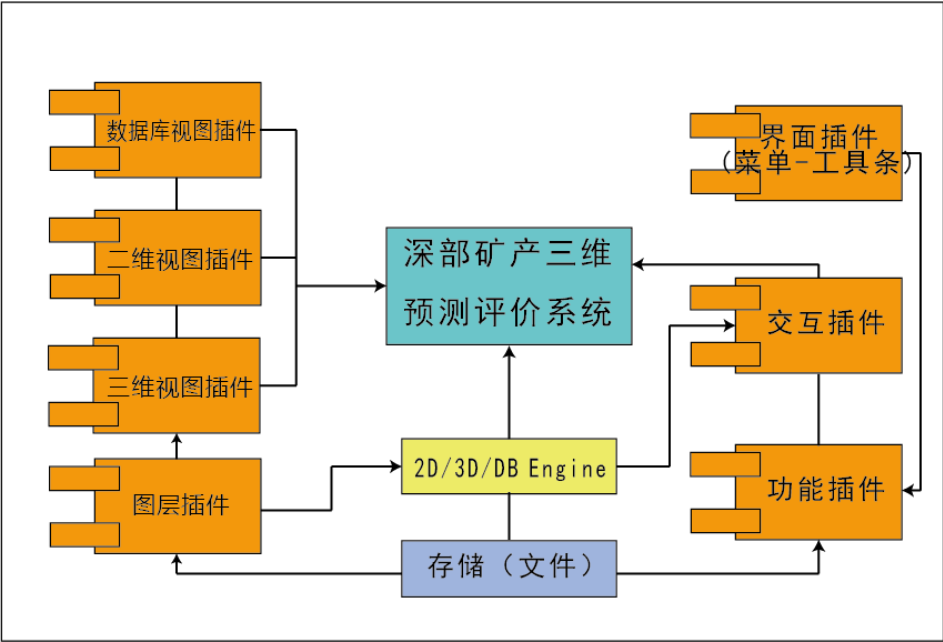 数据库视图插件
二维视图插件
三维视图插件
图层插件
深部矿产三维
预测评价系统
2D/3D/DB Engine
存储（文件）
界面插件
（菜单-工具条）
交互插件
功能插件